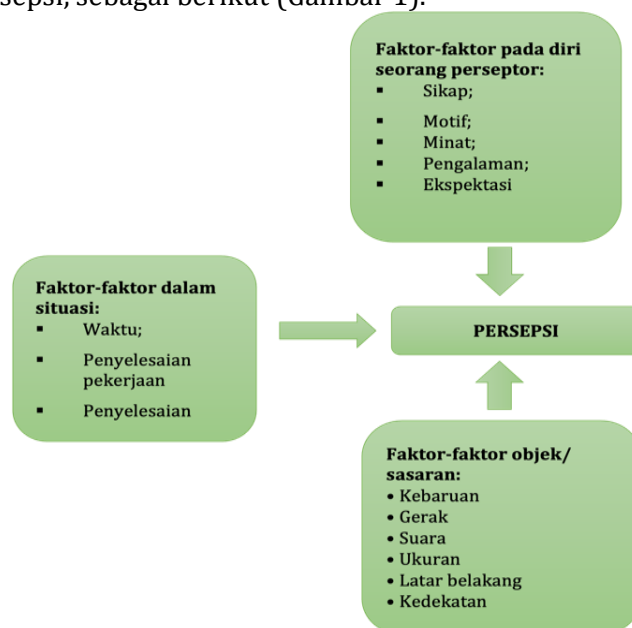 sepsi, sebagai berikut (Gambar 1).
Faktor-faktor pada diri
seorang perseptor:
▪ Sikap;
▪ Motif;
▪ Minat;
▪ Pengalaman;
▪ Ekspektasi
Faktor-faktor dalam
situasi:
▪ Waktu;
▪ Penyelesaian
pekerjaan
▪ Penyelesaian
PERSEPSI
Faktor-faktor objek/
sasaran:
• Kebaruan
• Gerak
• Suara
• Ukuran
• Latar belakang
• Kedekatan